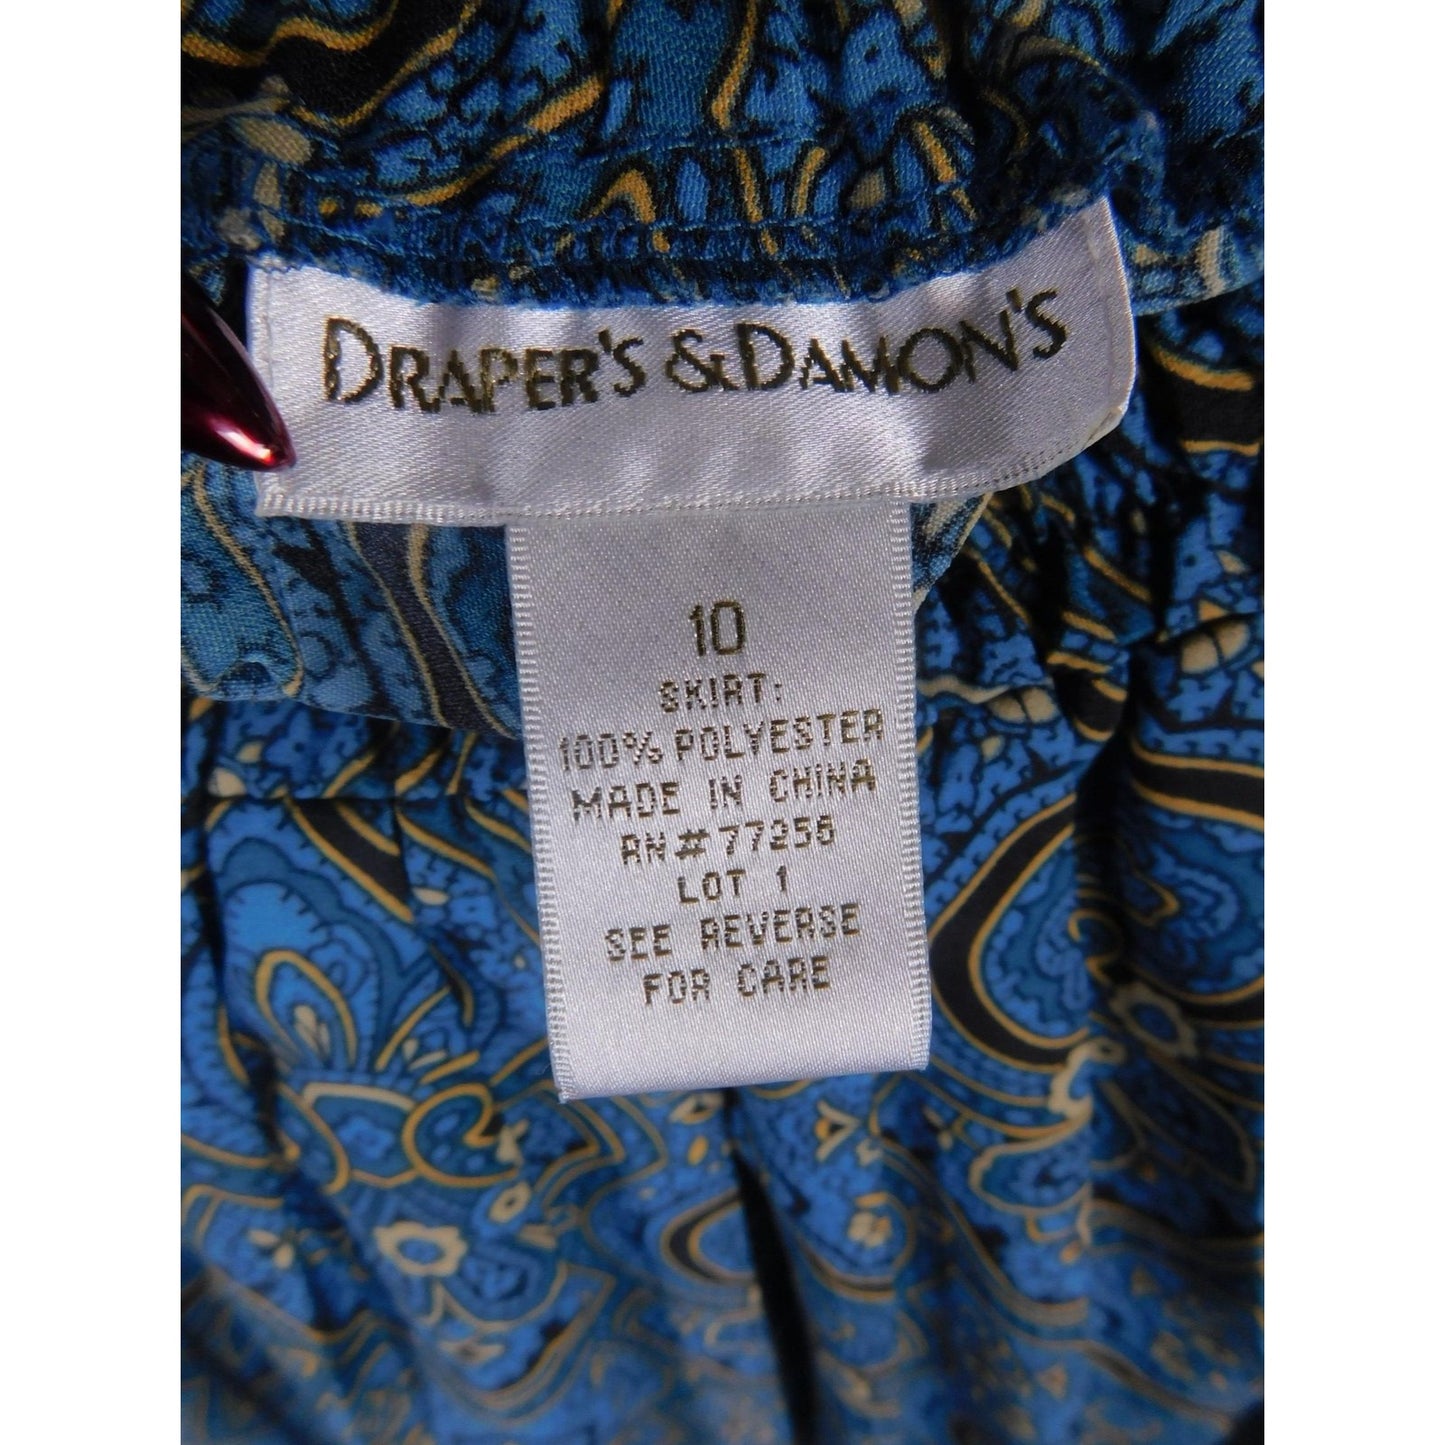 DRAPER'S & DAMON'S
10
SKIRT:
100% POLYESTER
MADE IN CHINA
RN#77256
LOT 1
SEE REVERSE
FOR CARE